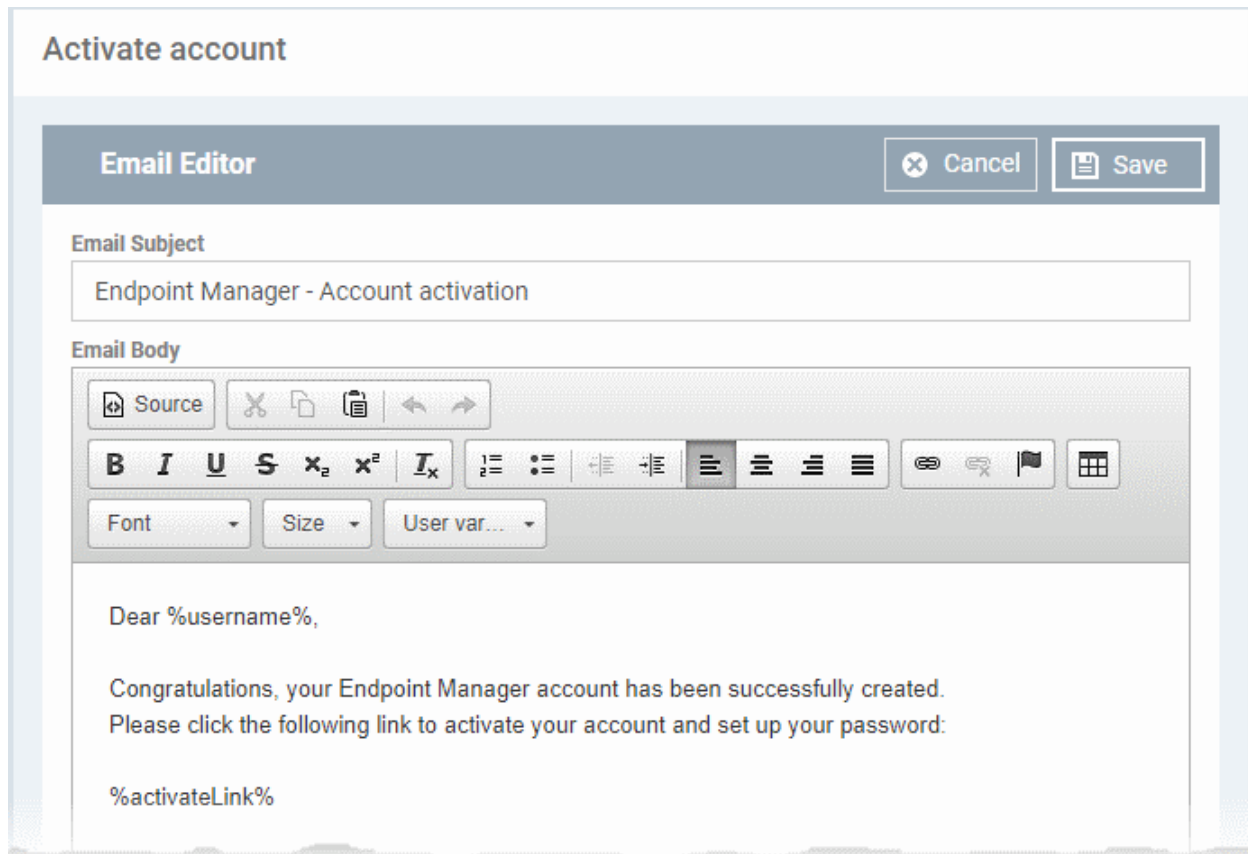 Activate account
Email Editor
Cancel
Save
Email Subject
Endpoint Manager - Account activation
Email Body
Source
Font
Size
User var...
Dear %username%,
Congratulations, your Endpoint Manager account has been successfully created.
Please click the following link to activate your account and set up your password:
%activateLink%